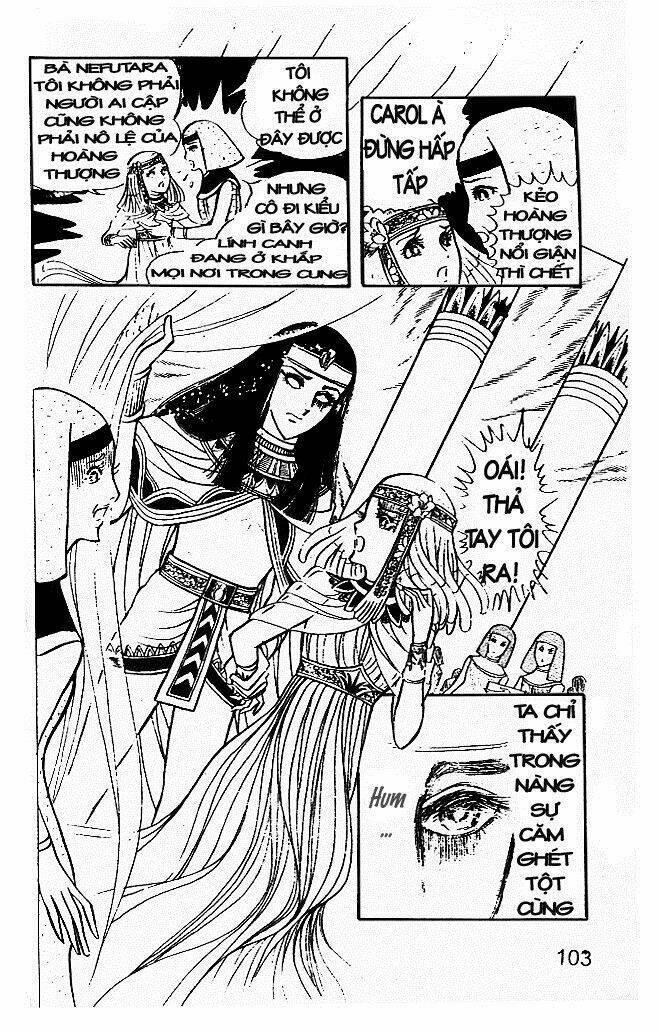 BÀ NEFUTARA
TÔI KHÔNG PHẢI
NGƯỜI AI CẬP
CŨNG KHÔNG
PHẢI NÔ LỆ CỦA
HOÀNG
THƯỢNG
TÔI
KHÔNG
THỂ Ở
ĐÂY ĐƯỢC
NHƯNG
CÔ ĐI KIỂU
GÌ BÂY GIỜ?
LÍNH CANH
ĐANG Ở KHẮP
MỌI NƠI TRONG CUNG
CAROL À
ĐỪNG HẤP
TẤP
KẺO
HOÀNG
THƯỢNG
NỔI GIẬN
THÌ CHẾT
OÁI!
THẢ
TAY TÔI
RA!
TA CHỈ
THẤY
TRONG
NÀNG
SỰ
CĂM
GHÉT
TỘT
CÙNG
Hum
...
103